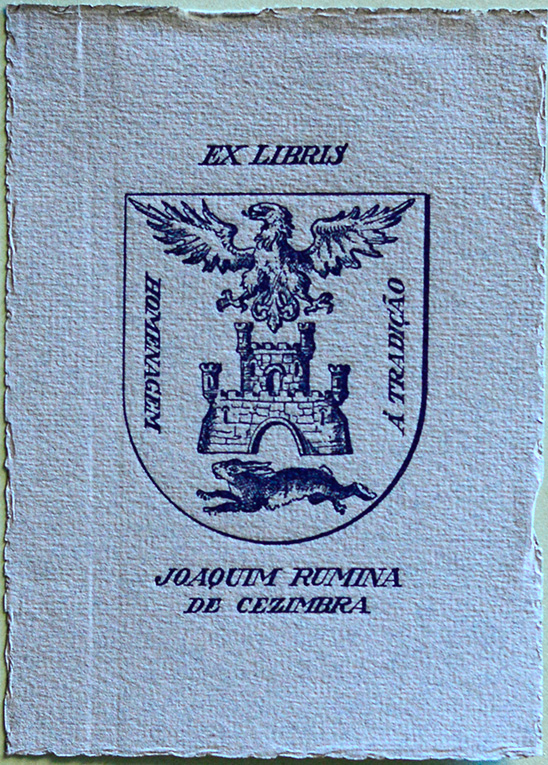 EX LIBRIS
HOMENAGEM
Á TRADIÇÃO
JOAQUIM RUMINA
DE CEZIMBRA